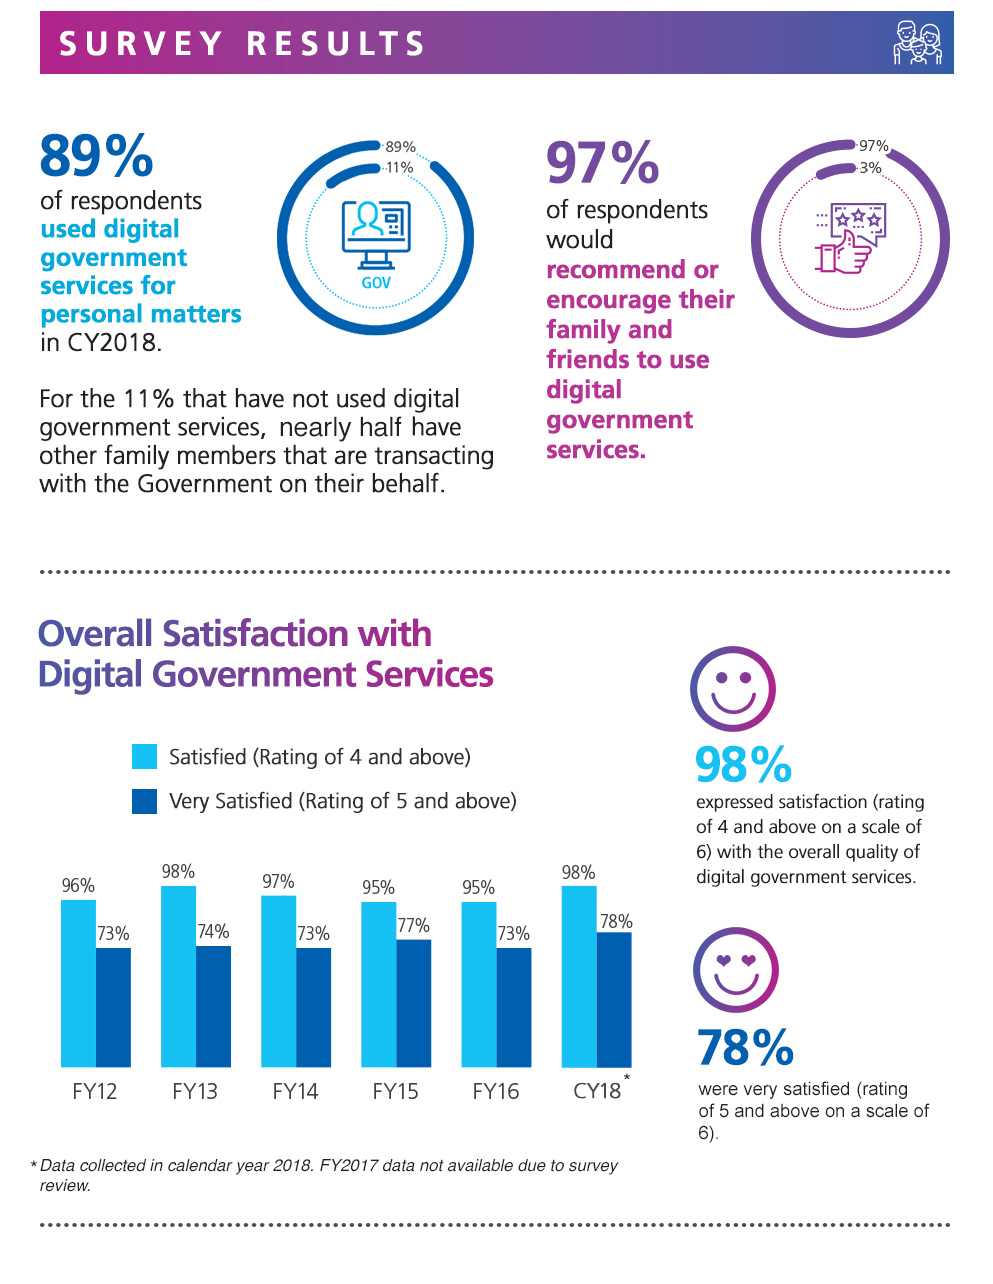 SURVEY RESULTS
89%
of respondents
used digital
government
services for
personal matters
in CY2018.
89%
11%
GOV
For the 11% that have not used digital
government services, nearly half have
other family members that are transacting
with the Government on their behalf.
97%
of respondents
would
recommend or
encourage their
family and
friends to use
digital
government
services.
97%
3%
Overall Satisfaction with
Digital Government Services
Satisfied (Rating of 4 and above)
Very Satisfied (Rating of 5 and above)
96%
73%
98%
74%
97%
73%
95%
77%
95%
73%
98%
78%
FY12
FY13
FY14
FY15
FY16
CY18*
* Data collected in calendar year 2018. FY2017 data not available due to survey
review.
98%
expressed satisfaction (rating
of 4 and above on a scale of
6) with the overall quality of
digital government services.
78%
were very satisfied (rating
of 5 and above on a scale of
6).